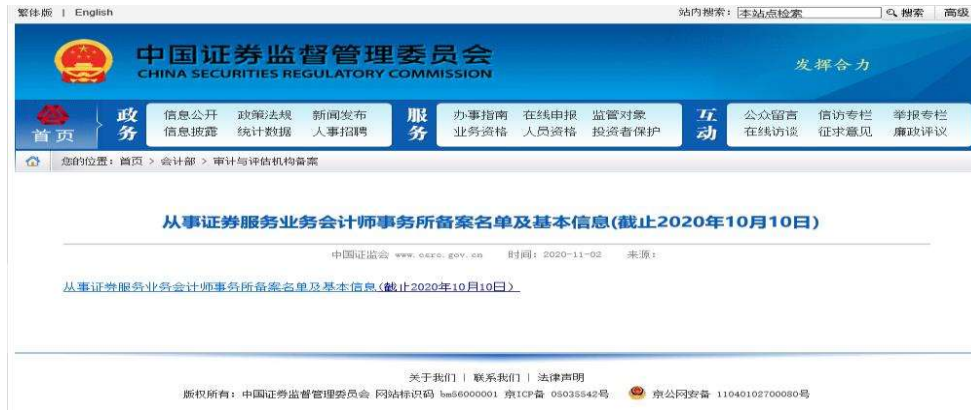 繁体版 | English 站内搜索: 本站点检索 搜索 高级
中国证券监督管理委员会
CHINA SECURITIES REGULATORY COMMISSION
发挥合力
首页
政务
信息公开 政策法规 新闻发布
信息披露 统计数据 人事招聘
服务
办事指南 在线申报 监管对象
业务资格 人员资格 投资者保护
互动
公众留言 信访专栏 举报专栏
在线访谈 征求意见 廉政评议
您的位置: 首页 > 会计部 > 审计与评估机构备案
从事证券服务业务会计师事务所备案名单及基本信息(截止2020年10月10日)
中国证监会 www.csrc.gov.cn 时间: 2020-11-02 来源:
从事证券服务业务会计师事务所备案名单及基本信息(截止2020年10月10日)
关于我们 | 联系我们 | 法律声明
版权所有: 中国证券监督管理委员会 网站标识码 bm56000001 京ICP备 05035542号 京公网安备 11040102700080号